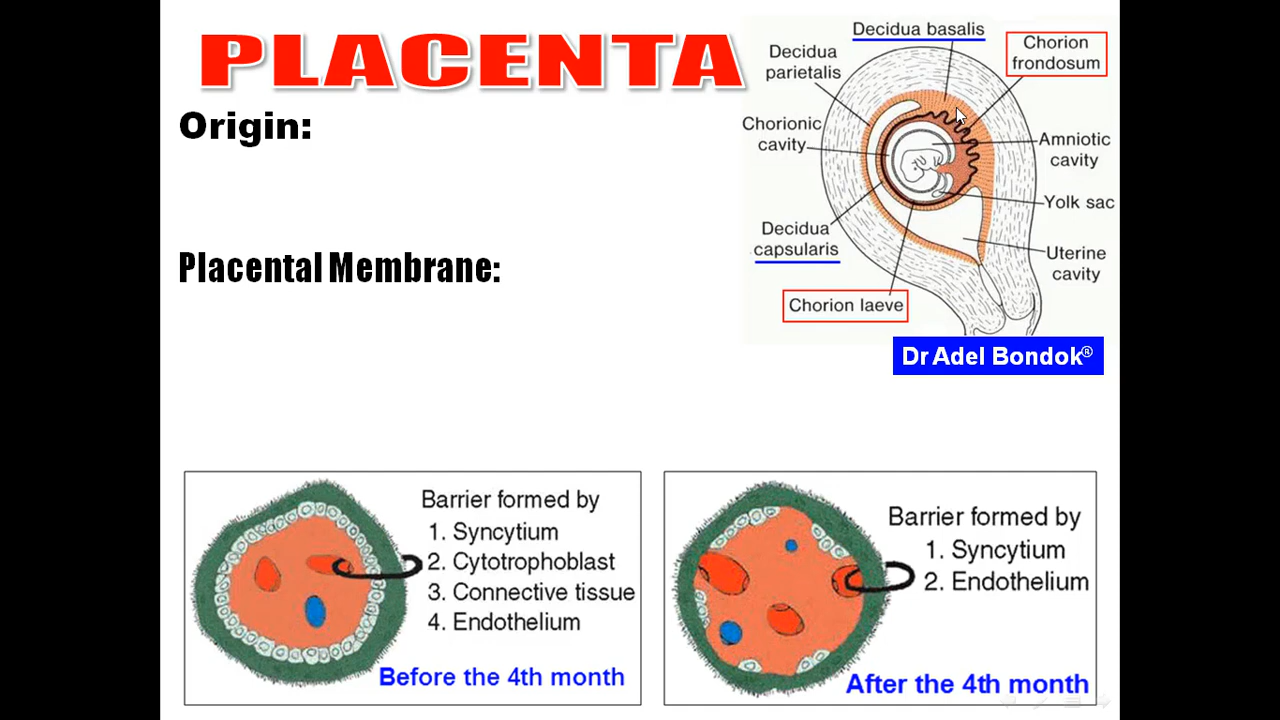 PLACENTA
Origin:
Placental Membrane:
Decidua basalis
Decidua
parietalis
Chorion
frondosum
Chorionic
cavity
Amniotic
cavity
Yolk sac
Decidua
capsularis
Uterine
cavity
Chorion laeve
Dr Adel Bondok®
Barrier formed by
1. Syncytium
2. Cytotrophoblast
3. Connective tissue
4. Endothelium
Before the 4th month
Barrier formed by
1. Syncytium
2. Endothelium
After the 4th month